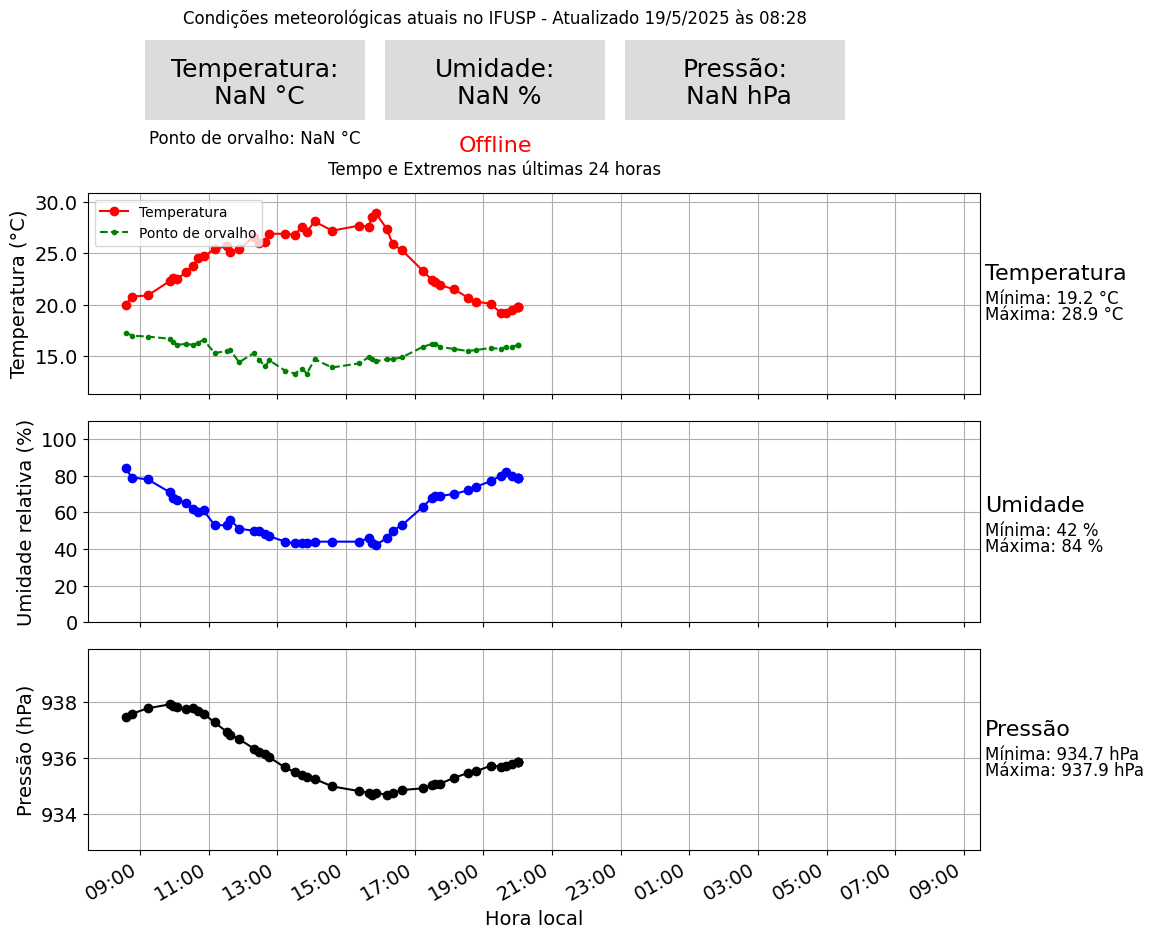 Condições meteorológicas atuais no IFUSP - Atualizado 19/5/2025 às 08:28
Temperatura:
NaN °C
Umidade:
NaN %
Pressão:
NaN hPa
Ponto de orvalho: NaN °C
Offline
Tempo e Extremos nas últimas 24 horas
Temperatura (°C)
30.0
25.0
20.0
15.0
Temperatura
Ponto de orvalho
Temperatura
Mínima: 19.2 °C
Máxima: 28.9 °C
Umidade relativa (%)
100
80
60
40
20
0
Umidade
Mínima: 42 %
Máxima: 84 %
Pressão (hPa)
938
936
934
Pressão
Mínima: 934.7 hPa
Máxima: 937.9 hPa
09:00 11:00 13:00 15:00 17:00 19:00 21:00 23:00 01:00 03:00 05:00 07:00 09:00
Hora local